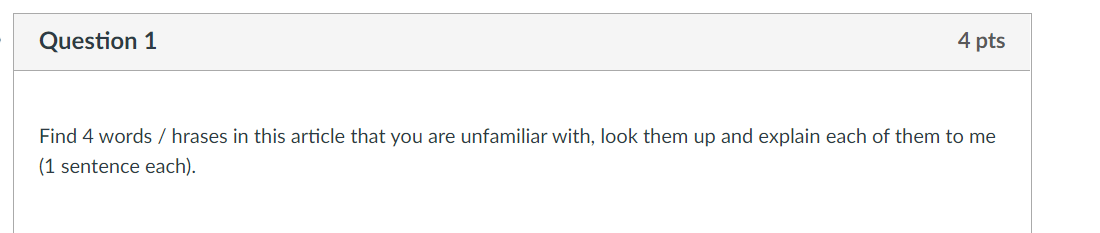 Question 1 4 pts
Find 4 words / hrases in this article that you are unfamiliar with, look them up and explain each of them to me
(1 sentence each).